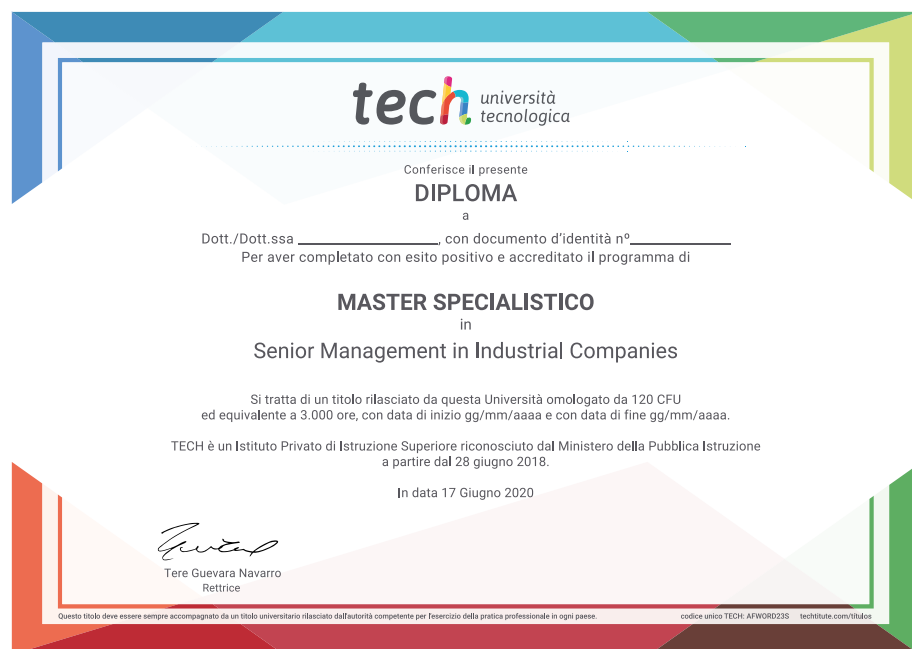 tech università
tecnologica
Conferisce il presente
DIPLOMA
a
Dott./Dott.ssa ____________________, con documento d'identità nº______________
Per aver completato con esito positivo e accreditato il programma di
MASTER SPECIALISTICO
in
Senior Management in Industrial Companies
Si tratta di un titolo rilasciato da questa Università omologato da 120 CFU
ed equivalente a 3.000 ore, con data di inizio gg/mm/aaaa e con data di fine gg/mm/aaaa.
TECH è un Istituto Privato di Istruzione Superiore riconosciuto dal Ministero della Pubblica Istruzione
a partire dal 28 giugno 2018.
In data 17 Giugno 2020
Tere Guevara Navarro
Rettrice
Questo titolo deve essere sempre accompagnato da un titolo universitario rilasciato dall'autorità competente per l'esercizio della pratica professionale in ogni paese. codice unico TECH: AFWORD23S techtitute.com/títulos